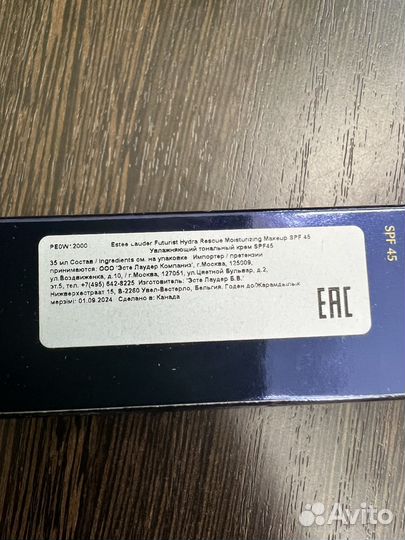 PE0W*2000 Estee Lauder Futurist Hydra Rescue Moisturizing Makeup SPF 45
Увлажняющий тональный крем SPF45
35 мл Состав / Ingredients см. на упаковке Импортер / претензии
принимаются: ООО "Эсте Лаудер Компаниз", г.Москва, 125009,
ул.Воздвиженка, д.10, / г.Москва, 127051, ул.Цветной Бульвар, д.2,
эт.5, тел.+7(495) 642-8225 Изготовитель: "Эсте Лаудер Б.В."
Нижверхестраат 15, B-2260 Увел-Вестерло, Бельгия. Годен до/Жарамдылық
мерзімі: 01.09.2024 Сделано в: Канада
EAC
SPF 45
Avito